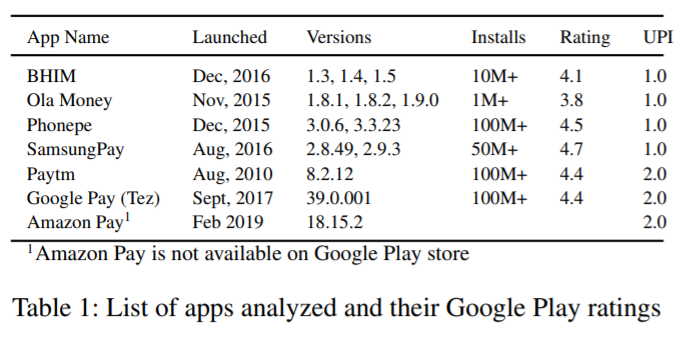 App Name Launched Versions Installs Rating UPI
BHIM Dec, 2016 1.3, 1.4, 1.5 10M+ 4.1 1.0
Ola Money Nov, 2015 1.8.1, 1.8.2, 1.9.0 1M+ 3.8 1.0
Phonepe Dec, 2015 3.0.6, 3.3.23 100M+ 4.5 1.0
SamsungPay Aug, 2016 2.8.49, 2.9.3 50M+ 4.7 1.0
Paytm Aug, 2010 8.2.12 100M+ 4.4 2.0
Google Pay (Tez) Sept, 2017 39.0.001 100M+ 4.4 2.0
Amazon Pay¹ Feb 2019 18.15.2 2.0
¹Amazon Pay is not available on Google Play store
Table 1: List of apps analyzed and their Google Play ratings